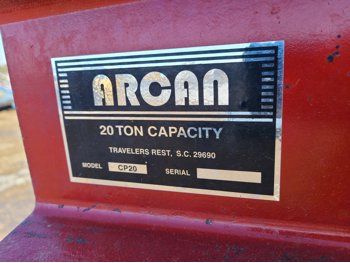 ARCAN
20 TON CAPACITY
TRAVELERS REST, S.C. 29690
MODEL CP20 SERIAL